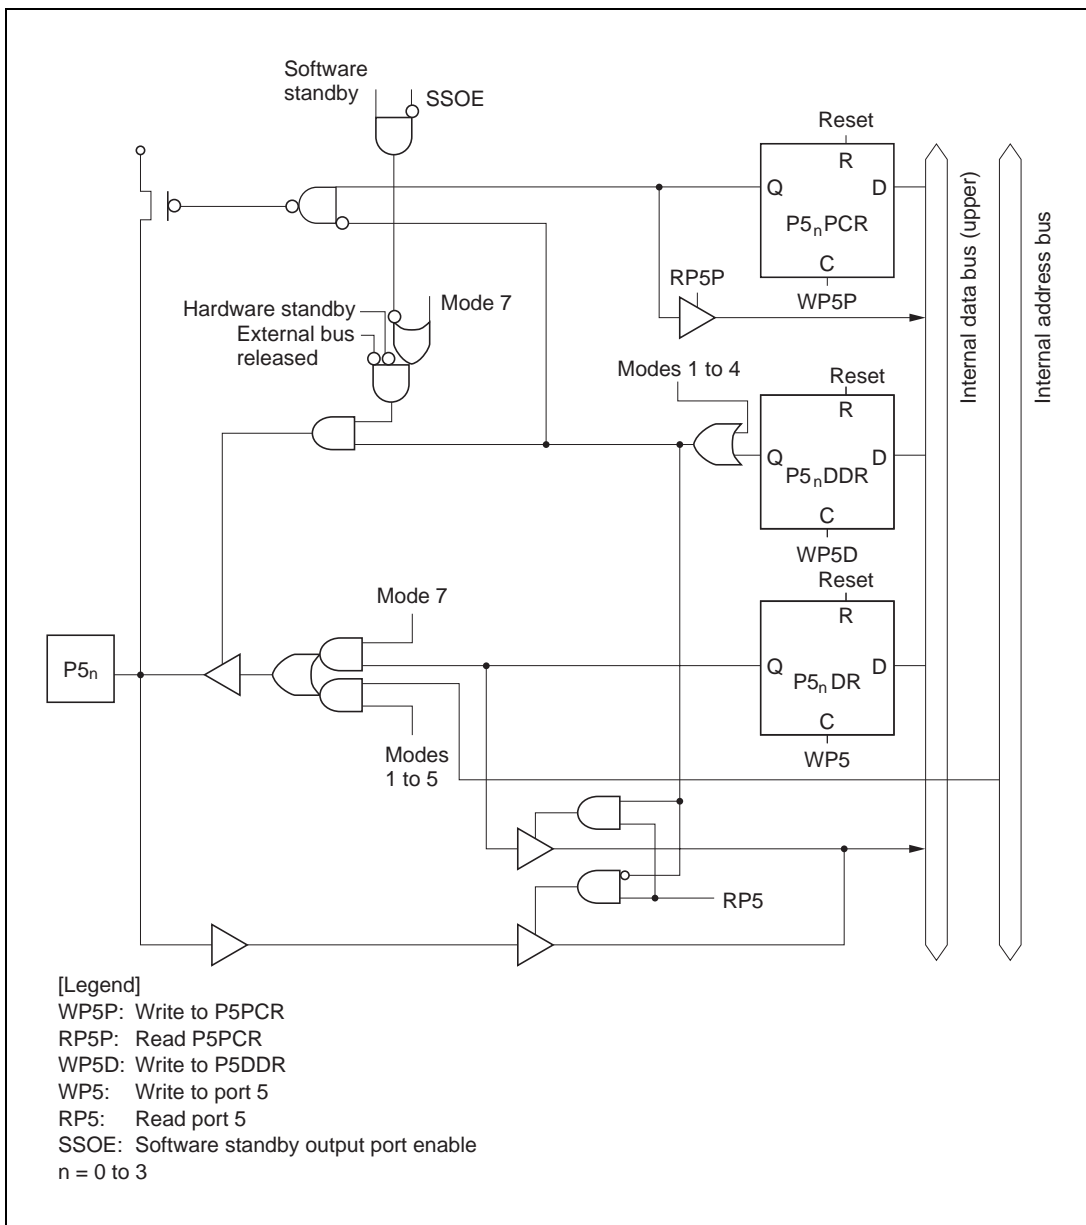 Software
standby
SSOE
Reset
R
Q
D
P5nPCR
C
WP5P
RP5P
Internal data bus (upper)
Internal address bus
Hardware standby
External bus
released
Mode 7
Modes 1 to 4
Reset
R
Q
D
P5nDDR
C
WP5D
Reset
R
Q
D
P5nDR
C
WP5
Mode 7
P5n
Modes
1 to 5
RP5
[Legend]
WP5P: Write to P5PCR
RP5P: Read P5PCR
WP5D: Write to P5DDR
WP5: Write to port 5
RP5: Read port 5
SSOE: Software standby output port enable
n = 0 to 3